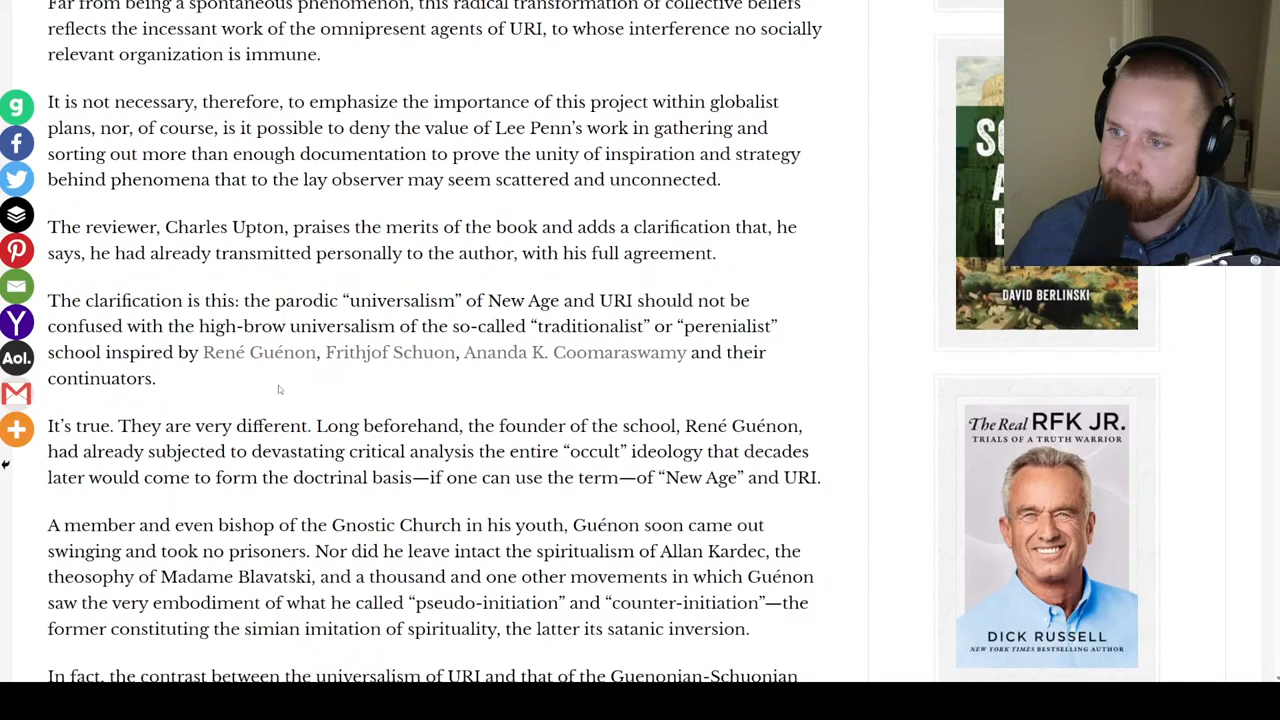 Far from being a spontaneous phenomenon, this radical transformation of collective beliefs
reflects the incessant work of the omnipresent agents of URI, to whose interference no socially
relevant organization is immune.
It is not necessary, therefore, to emphasize the importance of this project within globalist
plans, nor, of course, is it possible to deny the value of Lee Penn’s work in gathering and
sorting out more than enough documentation to prove the unity of inspiration and strategy
behind phenomena that to the lay observer may seem scattered and unconnected.
The reviewer, Charles Upton, praises the merits of the book and adds a clarification that, he
says, he had already transmitted personally to the author, with his full agreement.
The clarification is this: the parodic “universalism” of New Age and URI should not be
confused with the high-brow universalism of the so-called “traditionalist” or “perenialist”
school inspired by René Guénon, Frithjof Schuon, Ananda K. Coomaraswamy and their
continuators.
It’s true. They are very different. Long beforehand, the founder of the school, René Guénon,
had already subjected to devastating critical analysis the entire “occult” ideology that decades
later would come to form the doctrinal basis—if one can use the term—of “New Age” and URI.
A member and even bishop of the Gnostic Church in his youth, Guénon soon came out
swinging and took no prisoners. Nor did he leave intact the spiritualism of Allan Kardec, the
theosophy of Madame Blavatski, and a thousand and one other movements in which Guénon
saw the very embodiment of what he called “pseudo-initiation” and “counter-initiation”—the
former constituting the simian imitation of spirituality, the latter its satanic inversion.
In fact, the contrast between the universalism of URI and that of the Guenonian-Schuonian
Aol.
DAVID BERLINSKI
The Real RFK JR.
TRIALS OF A TRUTH WARRIOR
DICK RUSSELL
NEW YORK TIMES BESTSELLING AUTHOR